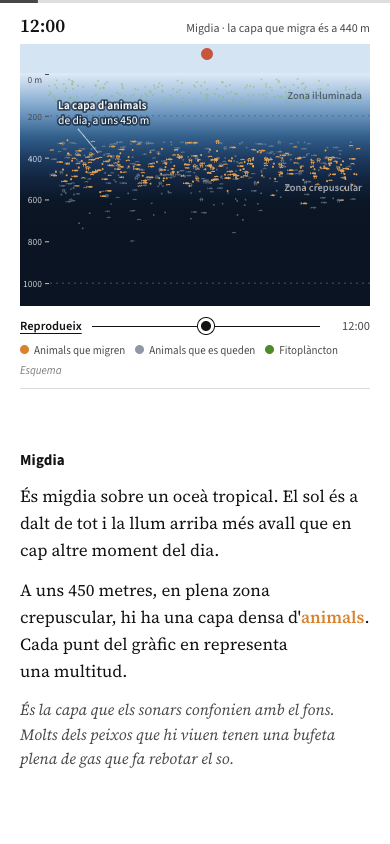 12:00
Migdia · la capa que migra és a 440 m
0 m
Zona il·luminada
La capa d'animals
de dia, a uns 450 m
200
400
Zona crepuscular
600
800
1000
Reprodueix
12:00
Animals que migren
Animals que es queden
Fitoplàncton
Esquema
Migdia
És migdia sobre un oceà tropical. El sol és a
dalt de tot i la llum arriba més avall que en
cap altre moment del dia.
A uns 450 metres, en plena zona
crepuscular, hi ha una capa densa d'animals.
Cada punt del gràfic en representa
una multitud.
És la capa que els sonars confonien amb el fons.
Molts dels peixos que hi viuen tenen una bufeta
plena de gas que fa rebotar el so.